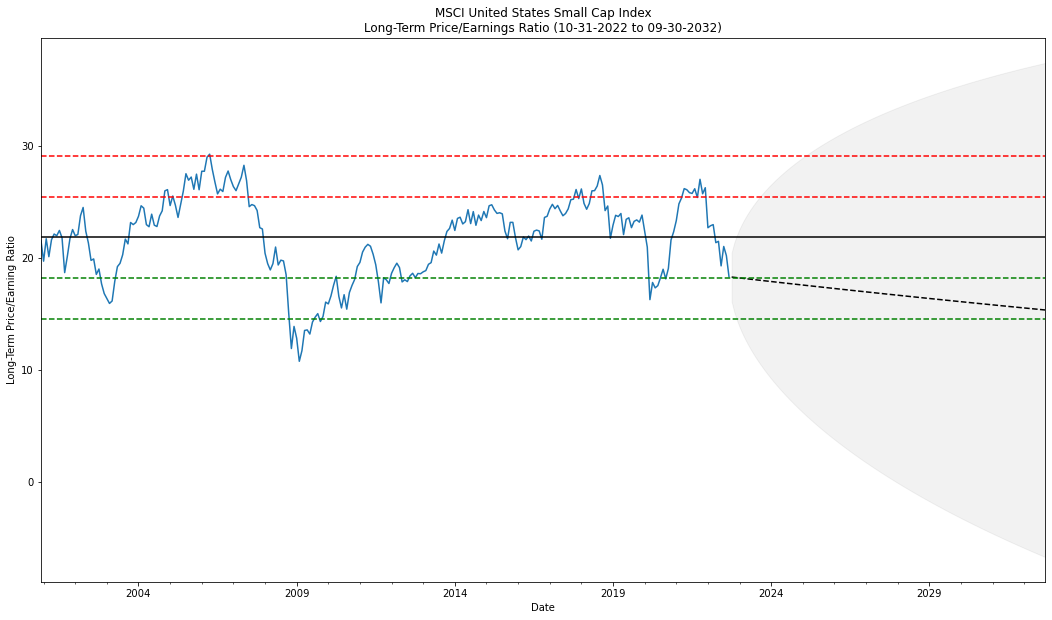 MSCI United States Small Cap Index
Long-Term Price/Earnings Ratio (10-31-2022 to 09-30-2032)
Long-Term Price/Earning Ratio
30
20
10
0
2004 2009 2014 2019 2024 2029
Date